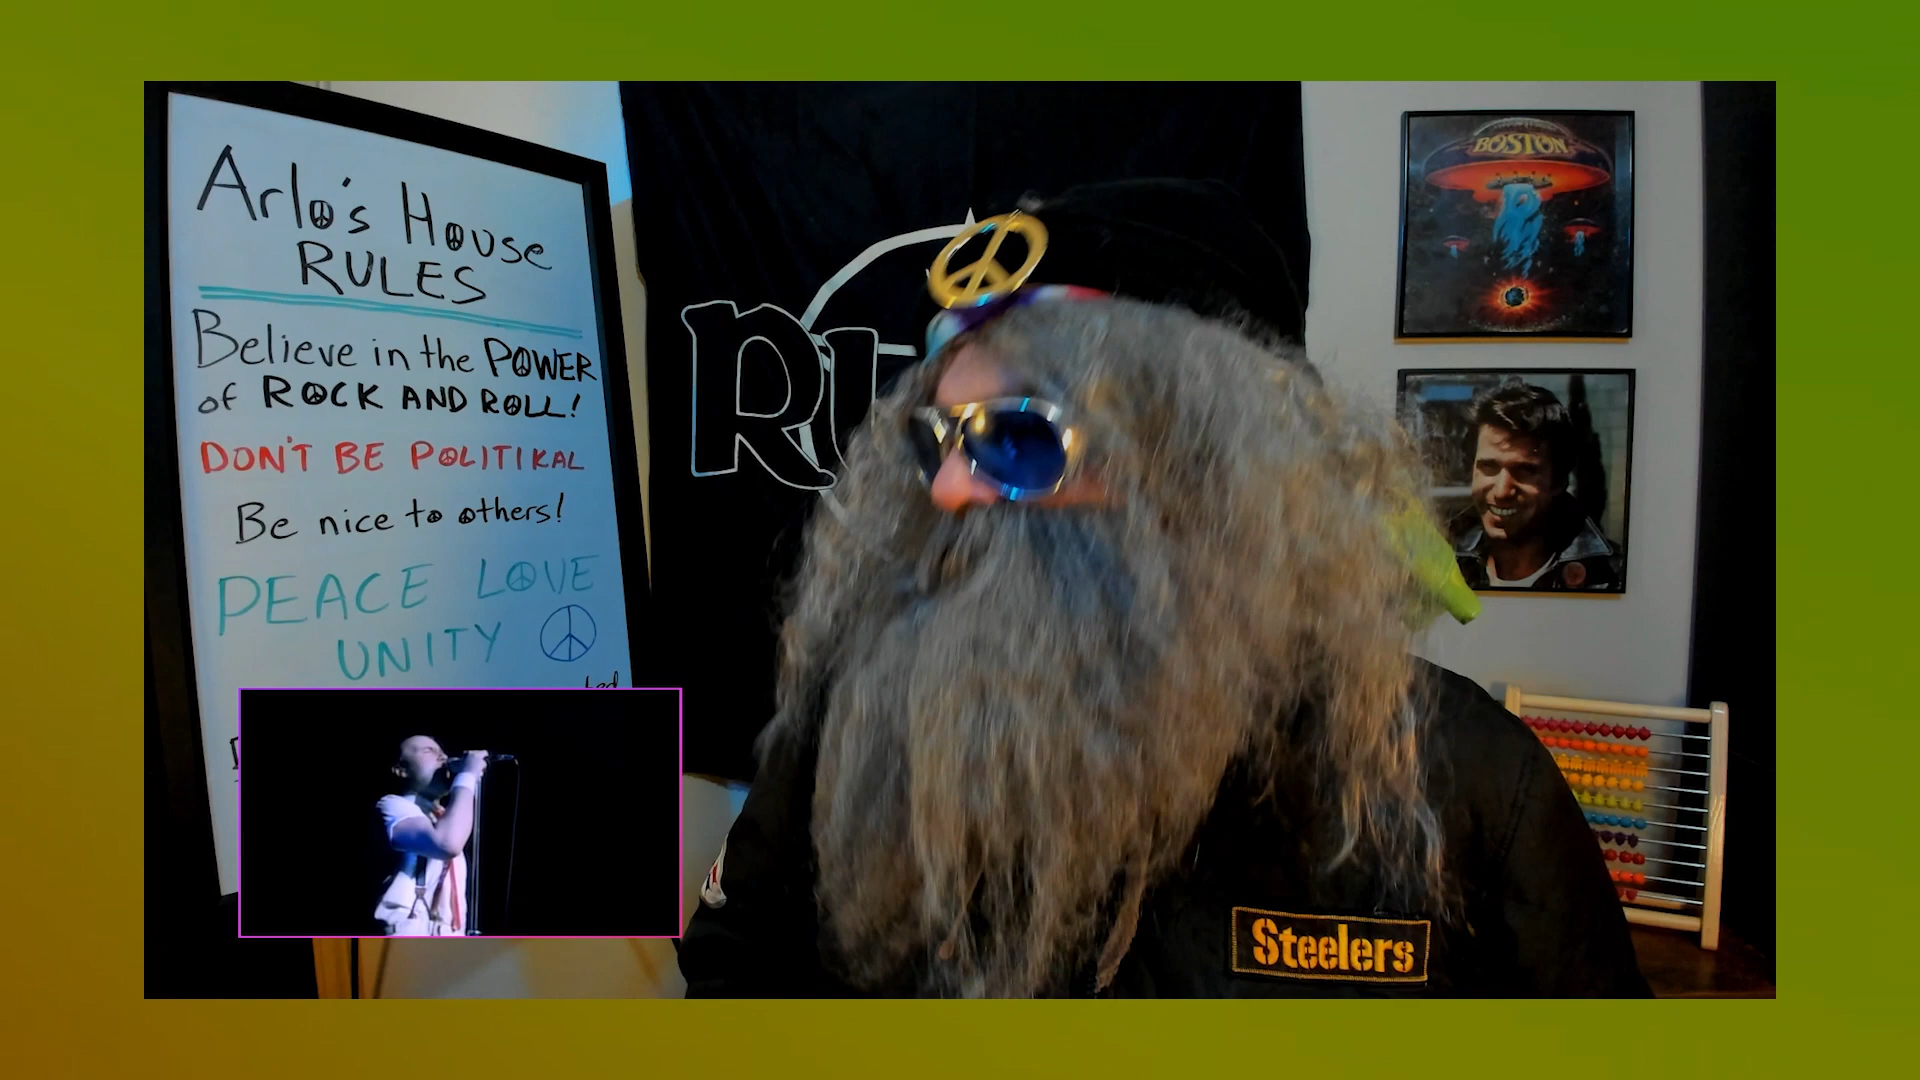 Arlo's House
RULES
Believe in the POWER
of ROCK AND ROLL!
DON'T BE POLITIKAL
Be nice to others!
PEACE LOVE
UNITY
BOSTON
Steelers